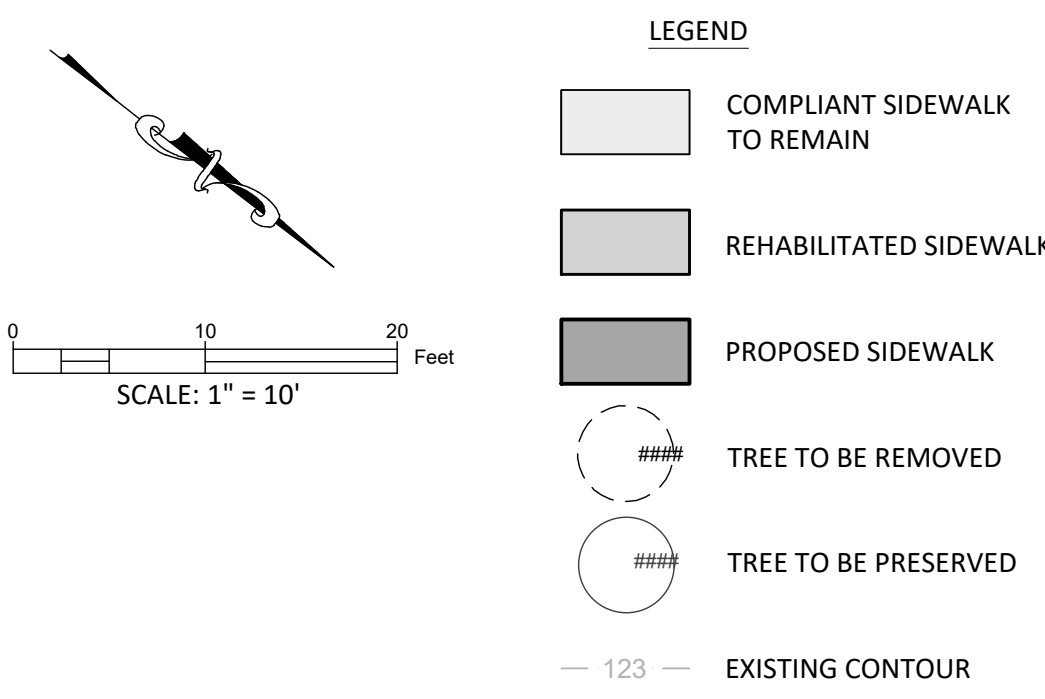 LEGEND
COMPLIANT SIDEWALK
TO REMAIN
REHABILITATED SIDEWALK
PROPOSED SIDEWALK
#### TREE TO BE REMOVED
#### TREE TO BE PRESERVED
123 EXISTING CONTOUR
0 10 20
Feet
SCALE: 1" = 10'